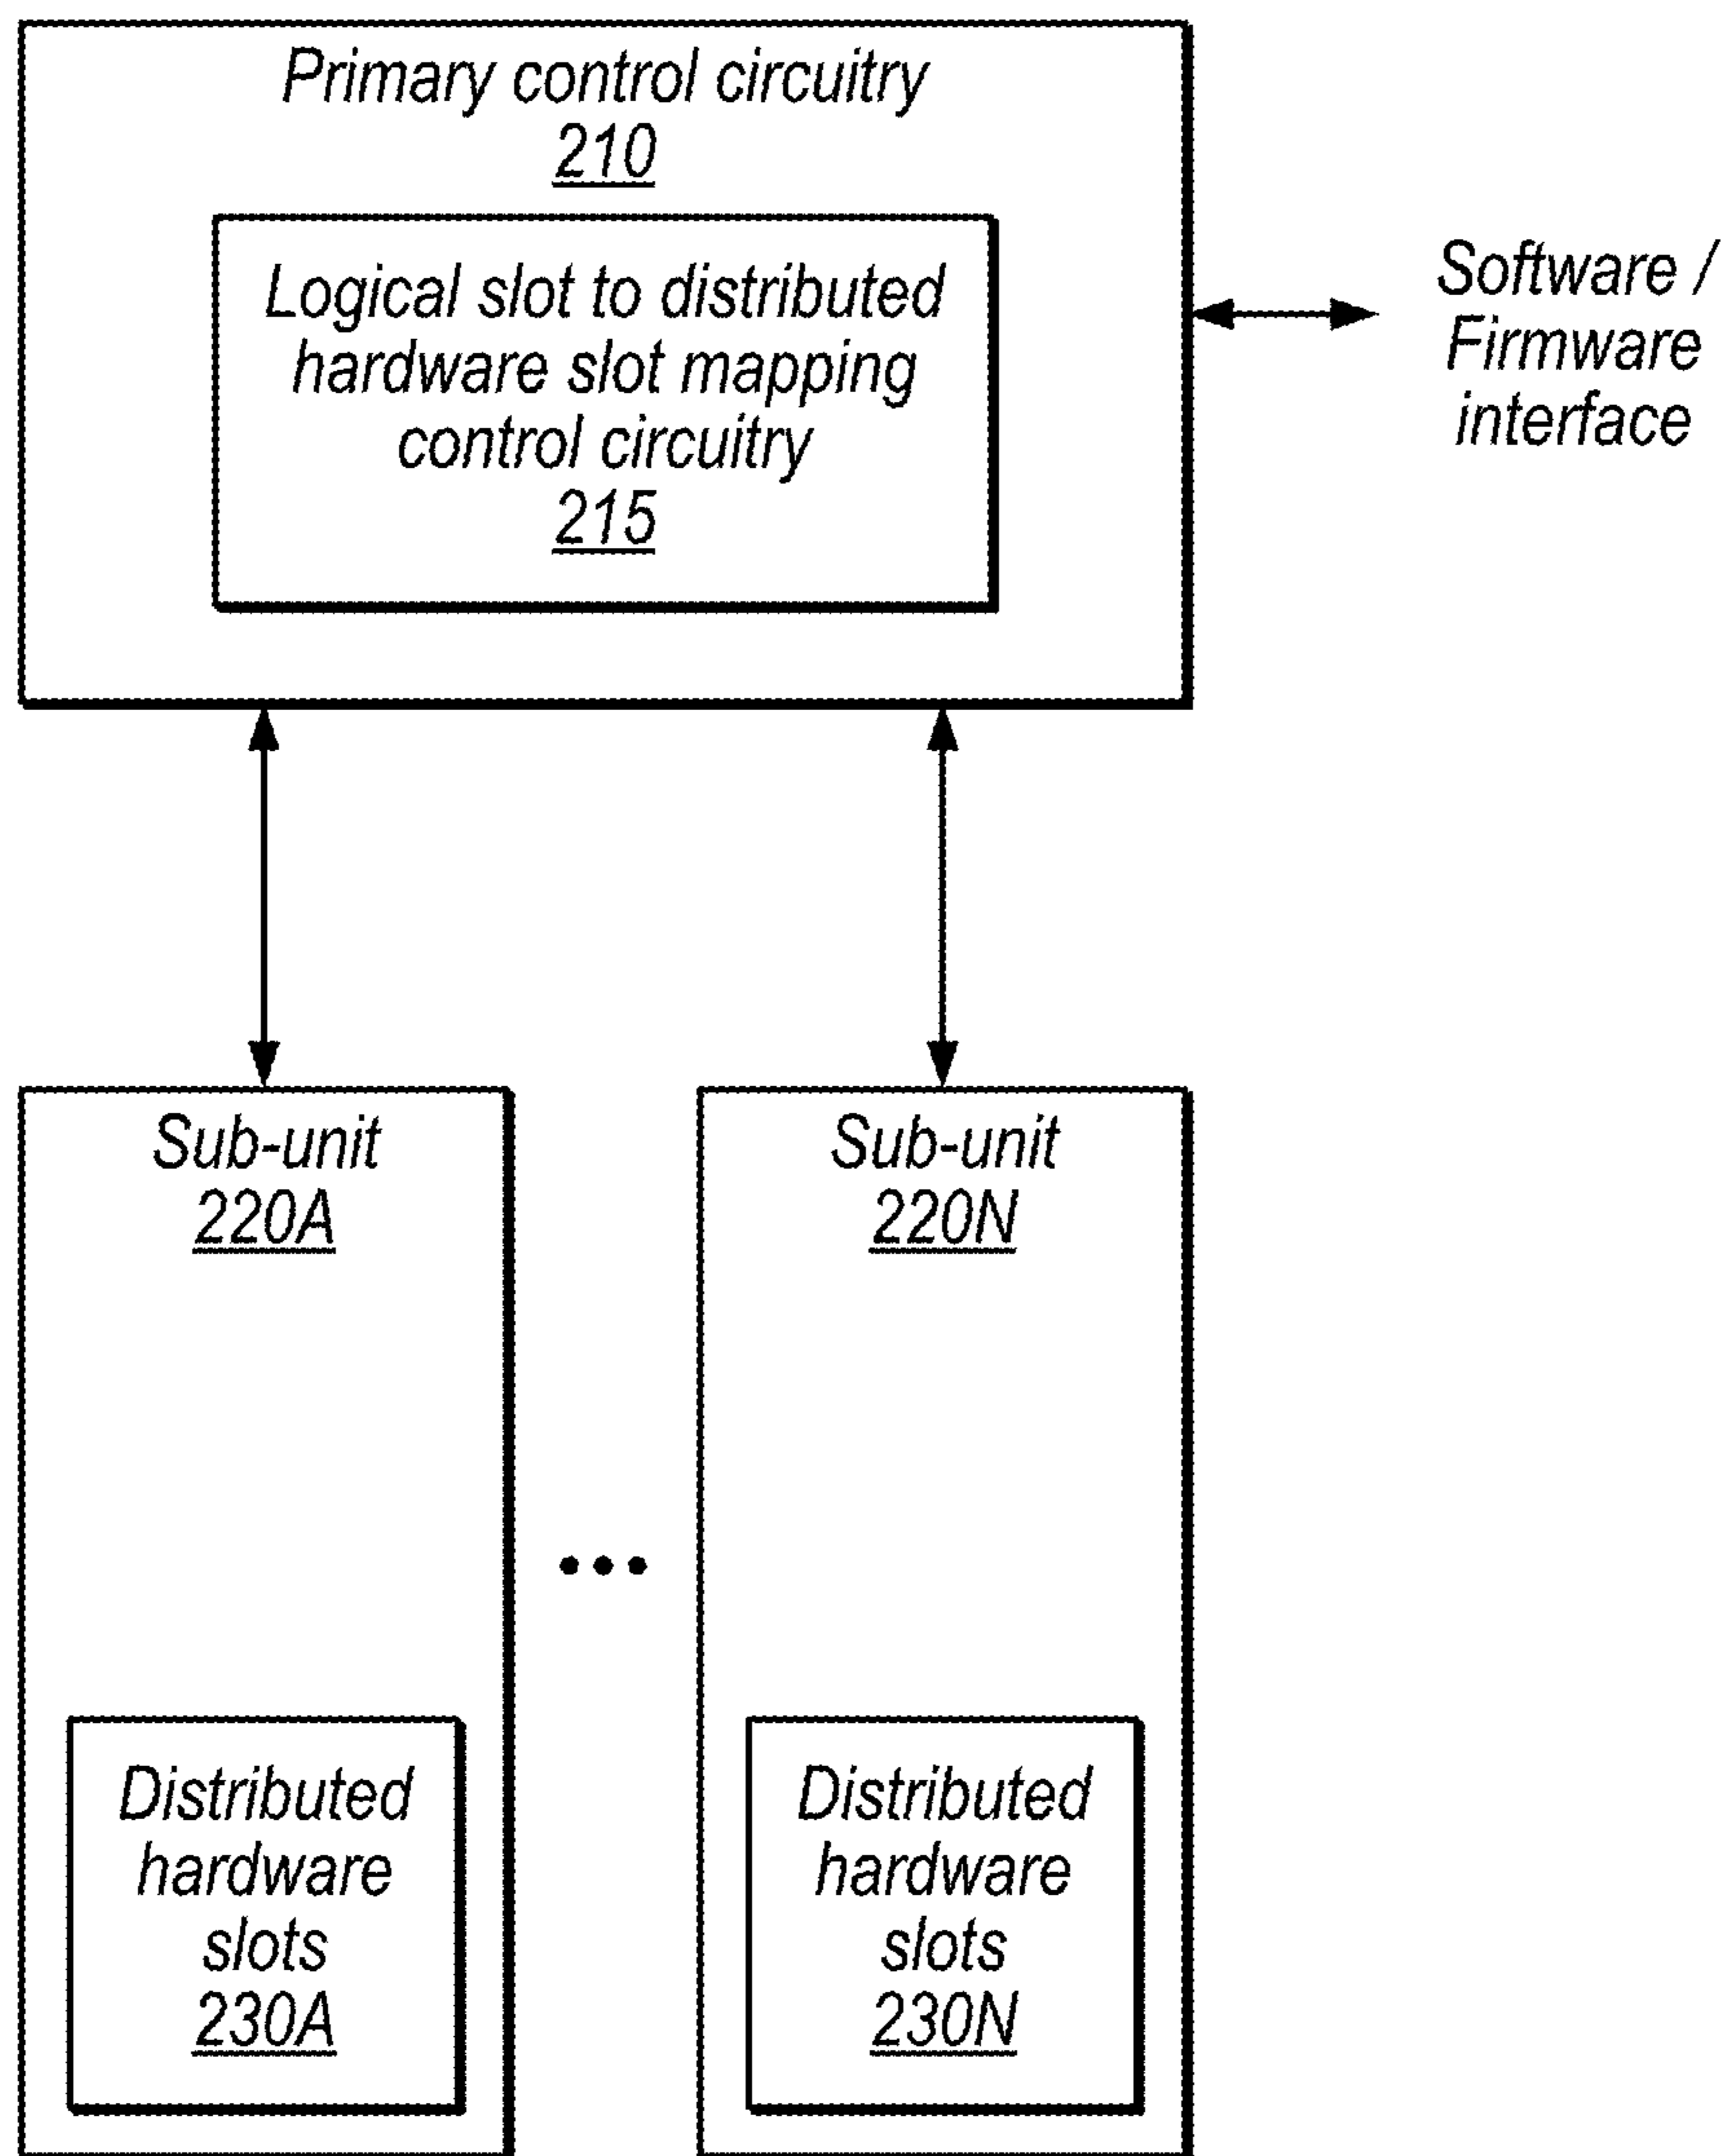 Primary control circuitry
210
Logical slot to distributed
hardware slot mapping
control circuitry
215
Software /
Firmware
interface
Sub-unit
220A
Sub-unit
220N
Distributed
hardware
slots
230A
Distributed
hardware
slots
230N